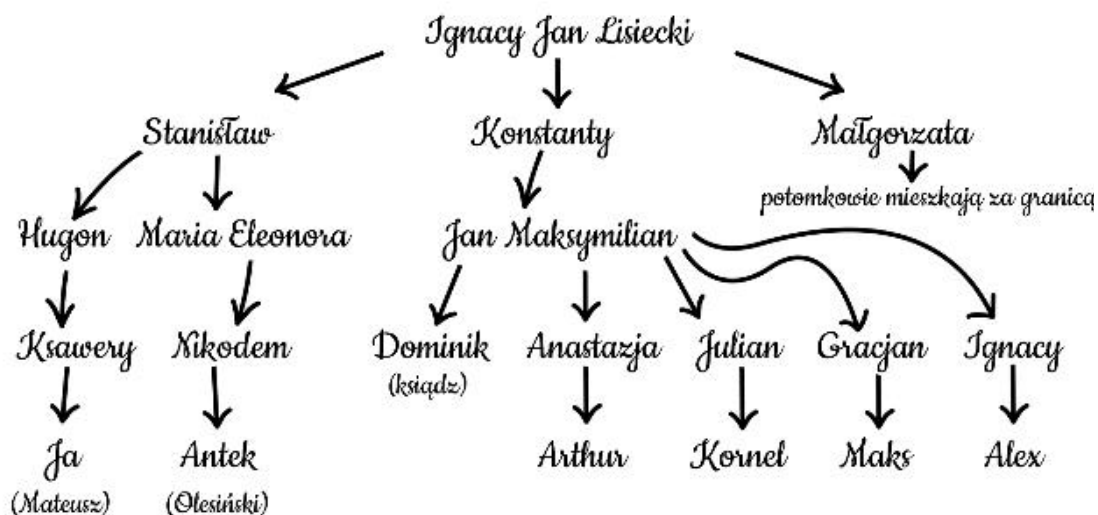 Ignacy Jan Lisiecki
Stanisław Konstanty Małgorzata
potomkowie mieszkają za granicą
Hugon Maria Eleonora Jan Maksymilian
Ksawery Nikodem Dominik Anastazja Julian Gracjan Ignacy
(ksiądz)
Ja Antek Arthur Kornel Maks Alex
(Mateusz) (Olesiński)